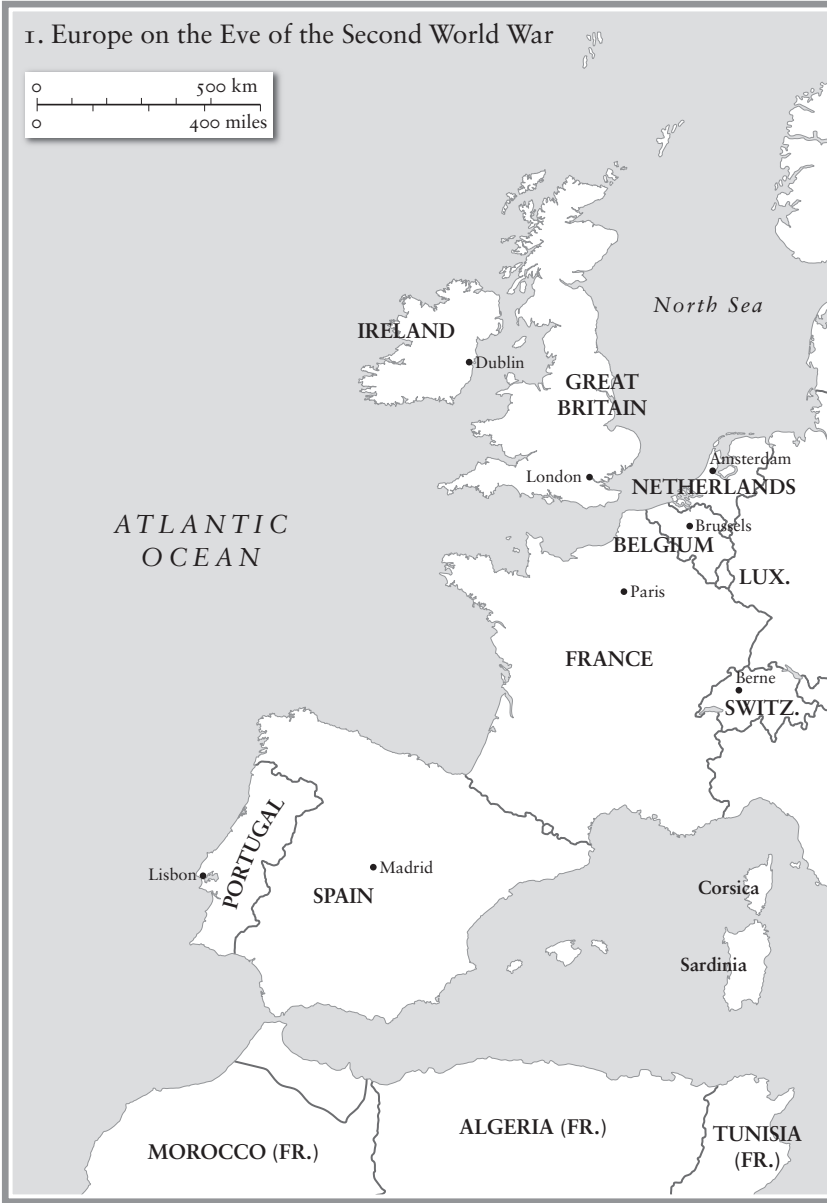 1. Europe on the Eve of the Second World War
0 500 km
0 400 miles
North Sea
IRELAND
Dublin
GREAT
BRITAIN
Amsterdam
London
NETHERLANDS
ATLANTIC
OCEAN
Brussels
BELGIUM
LUX.
Paris
FRANCE
Berne
SWITZ.
PORTUGAL
Lisbon
Madrid
SPAIN
Corsica
Sardinia
MOROCCO (FR.)
ALGERIA (FR.)
TUNISIA
(FR.)